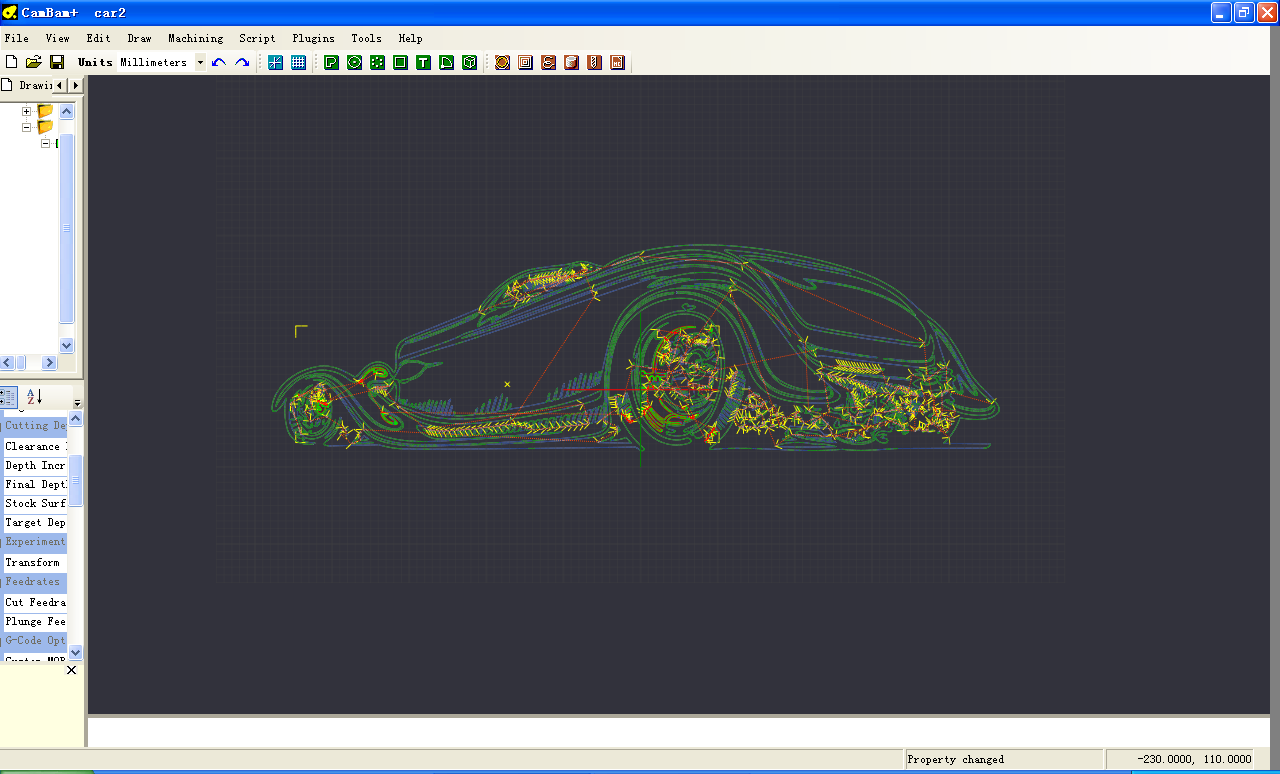 CamBam+ car2
File View Edit Draw Machining Script Plugins Tools Help
Units Millimeters
Drawi
A
Z
Cutting De
Clearance
Depth Incr
Final Dept
Stock Surf
Target Dep
Experiment
Transform
Feedrates
Cut Feedra
Plunge Fee
G-Code Opt
Custom MOP
Property changed
-230.0000, 110.0000